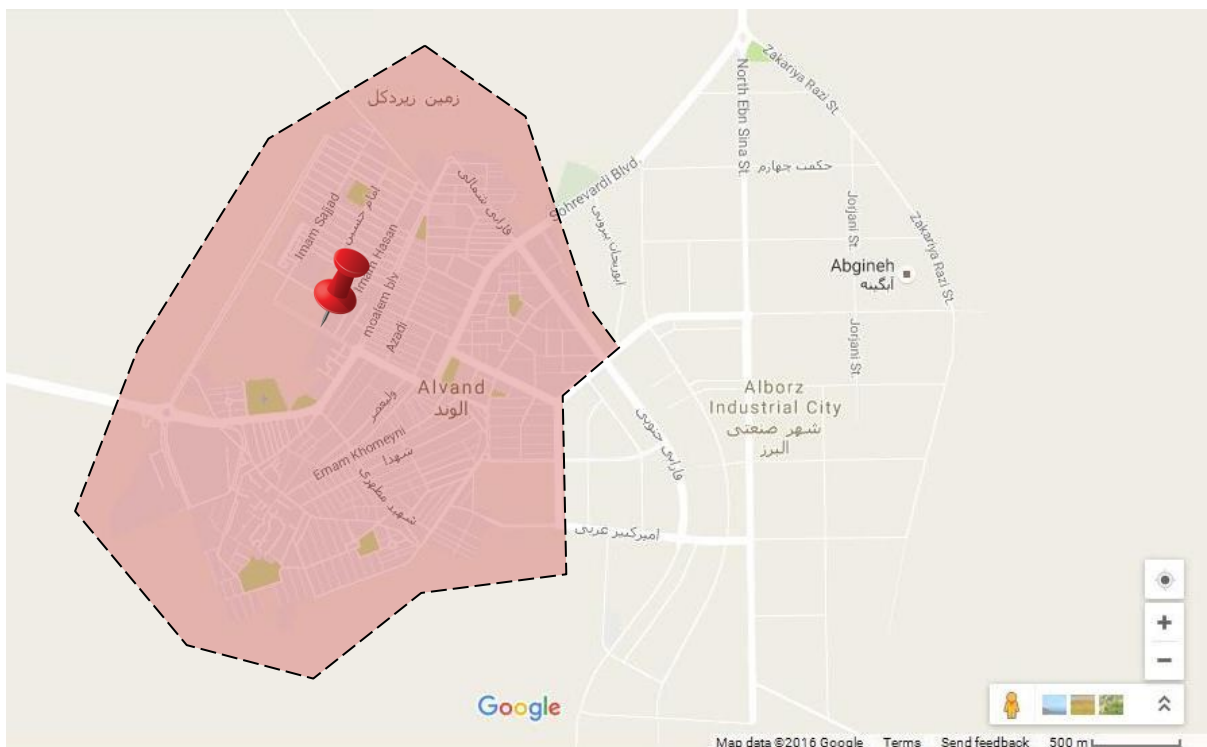 زمین زیردکل
Zakariya Razi St.
North Ebn Sina St.
Sohrevardi Blvd.
حکمت چهارم
فارابی شمالی
Imam Sajjad
امام حسین
Imam Hasan
ابوریحان بیرونی
Jorjani St.
Zakariya Razi St.
Abgineh
آبگینه
moalem blv
Azadi
Jorjani St.
Alvand
الوند
ولیعصر
Alborz
Industrial City
شهر صنعتی
البرز
فارابی جنوبی
Emam Khomeyni
شهدا
شهید مطهری
امیرکبیر غربی
Google
Map data ©2016 Google Terms Send feedback 500 m